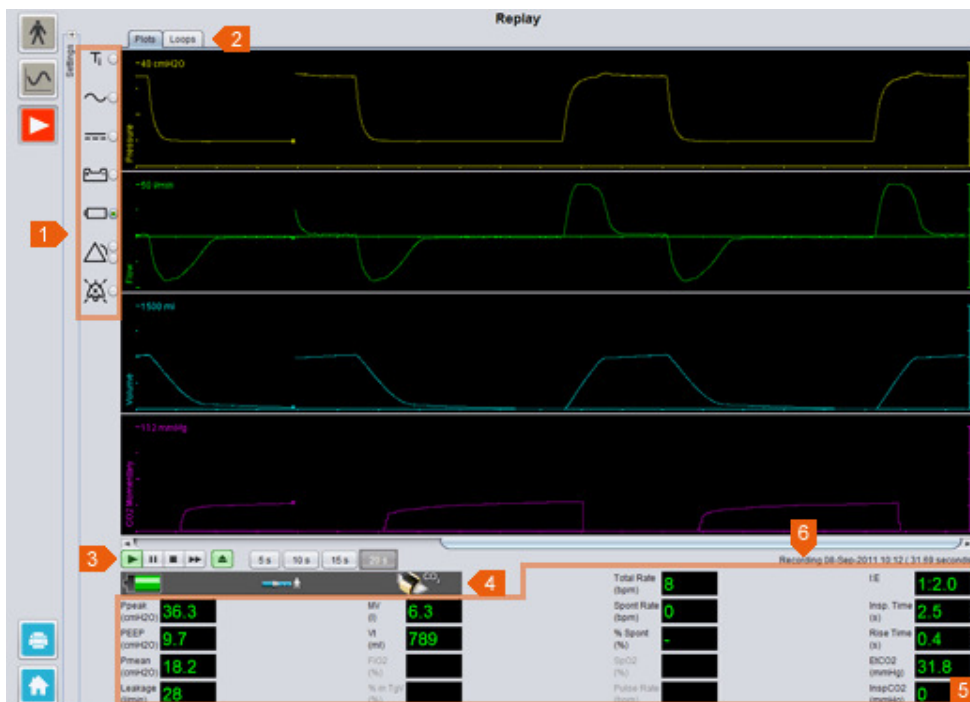 Replay
Settings
Plots Loops
2
Ti
1
~40 cmH2O
Pressure
~50 l/min
Flow
~1500 ml
Volume
~112 mmHg
CO2 Momentary
6
3
5 s 10 s 15 s 20 s
Recording 08-Sep-2011 10:12 ( 31.69 seconds
CO2
4
Ppeak (cmH2O) 36.3
PEEP (cmH2O) 9.7
Pmean (cmH2O) 18.2
Leakage (l/min) 28
MV (l) 6.3
Vt (ml) 789
FiO2 (%)
% in TgV (%)
Total Rate (bpm) 8
Spont Rate (bpm) 0
% Spont (%) -
SpO2 (%)
Pulse Rate (bpm)
I:E 1:2.0
Insp. Time (s) 2.5
Rise Time (s) 0.4
EtCO2 (mmHg) 31.8
InspCO2 (mmHg) 0
5